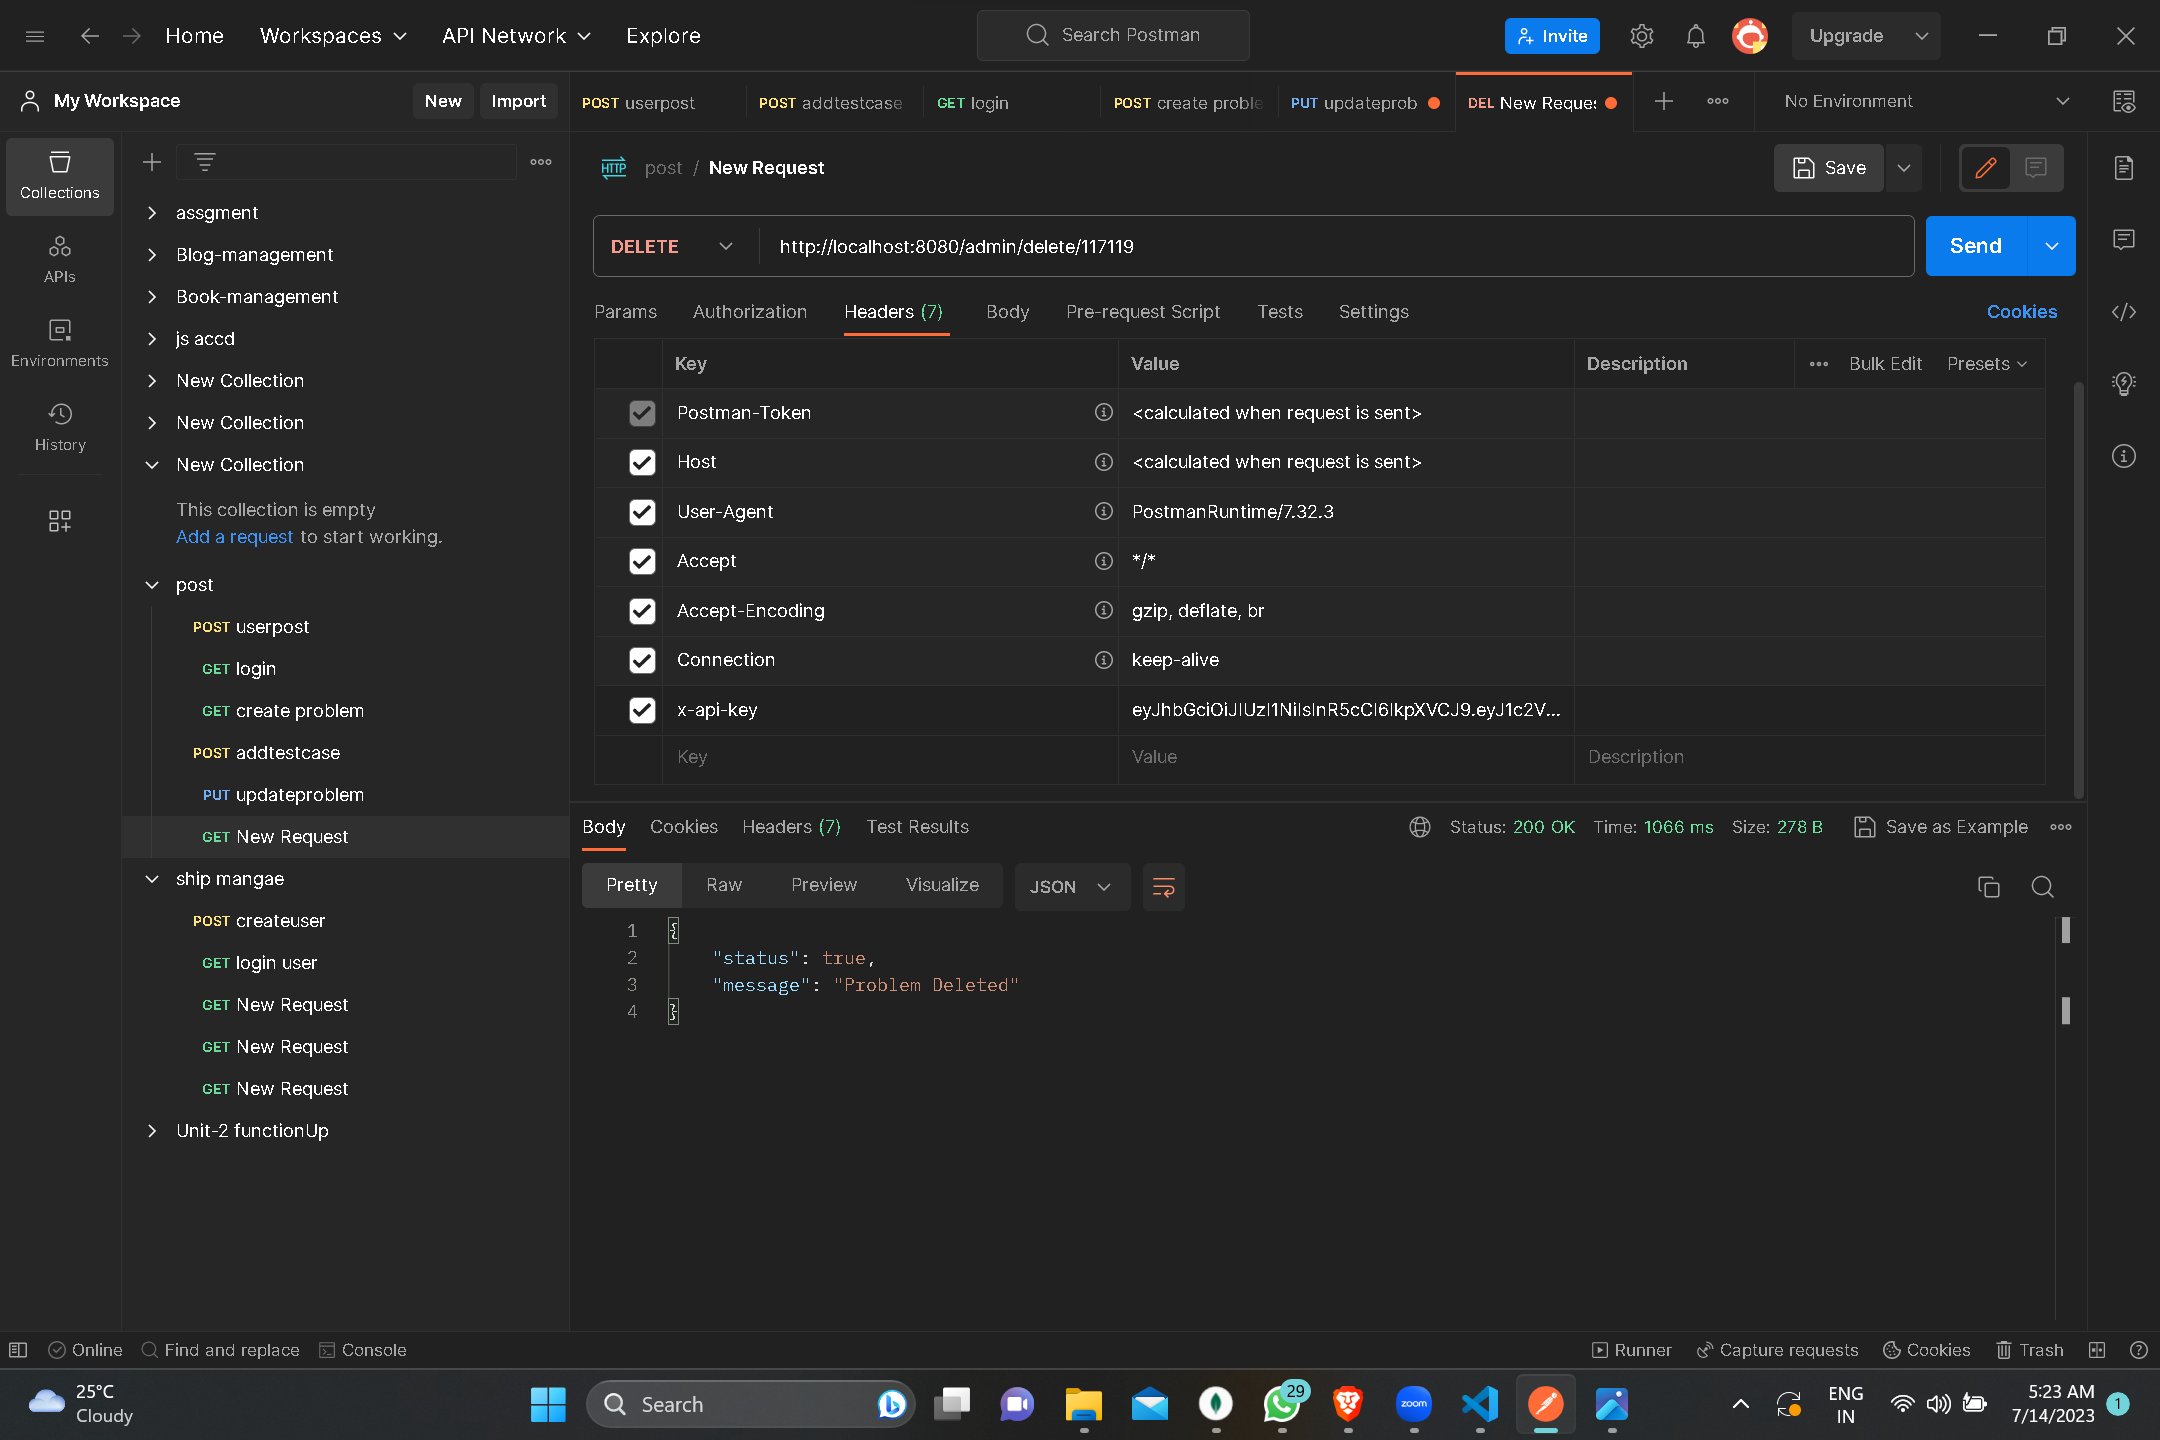 Home
Workspaces
API Network
Explore
Search Postman
Invite
Upgrade
My Workspace
New
Import
POST userpost
POST addtestcase
GET login
POST create proble
PUT updateprob
DEL New Reque
No Environment
Collections
APIs
Environments
History
assgment
Blog-management
Book-management
js accd
New Collection
New Collection
New Collection
This collection is empty
Add a request to start working.
post
POST userpost
GET login
GET create problem
POST addtestcase
PUT updateproblem
GET New Request
ship mangae
POST createuser
GET login user
GET New Request
GET New Request
GET New Request
Unit-2 functionUp
HTTP
post / New Request
Save
DELETE
http://localhost:8080/admin/delete/117119
Send
Params
Authorization
Headers (7)
Body
Pre-request Script
Tests
Settings
Cookies
Key
Value
Description
Bulk Edit
Presets
Postman-Token
<calculated when request is sent>
Host
<calculated when request is sent>
User-Agent
PostmanRuntime/7.32.3
Accept
*/*
Accept-Encoding
gzip, deflate, br
Connection
keep-alive
x-api-key
eyJhbGciOiJIUzI1NiIsInR5cCI6IkpXVCJ9.eyJ1c2V...
Key
Value
Description
Body
Cookies
Headers (7)
Test Results
Status: 200 OK
Time: 1066 ms
Size: 278 B
Save as Example
Pretty
Raw
Preview
Visualize
JSON
1 {
2 "status": true,
3 "message": "Problem Deleted"
4 }
Online
Find and replace
Console
Runner
Capture requests
Cookies
Trash
25°C
Cloudy
Search
29
zoom
ENG
IN
5:23 AM
7/14/2023
1